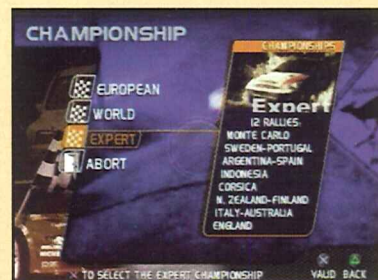 CHAMPIONSHIP
EUROPEAN
WORLD
EXPERT
ABORT
CHAMPIONSHIPS
Expert
12 RALLIES:
MONTE CARLO
SWEDEN-PORTUGAL
ARGENTINA-SPAIN
INDONESIA
CORSICA
N. ZEALAND-FINLAND
ITALY-AUSTRALIA
ENGLAND
X TO SELECT THE EXPERT CHAMPIONSHIP
VALID BACK